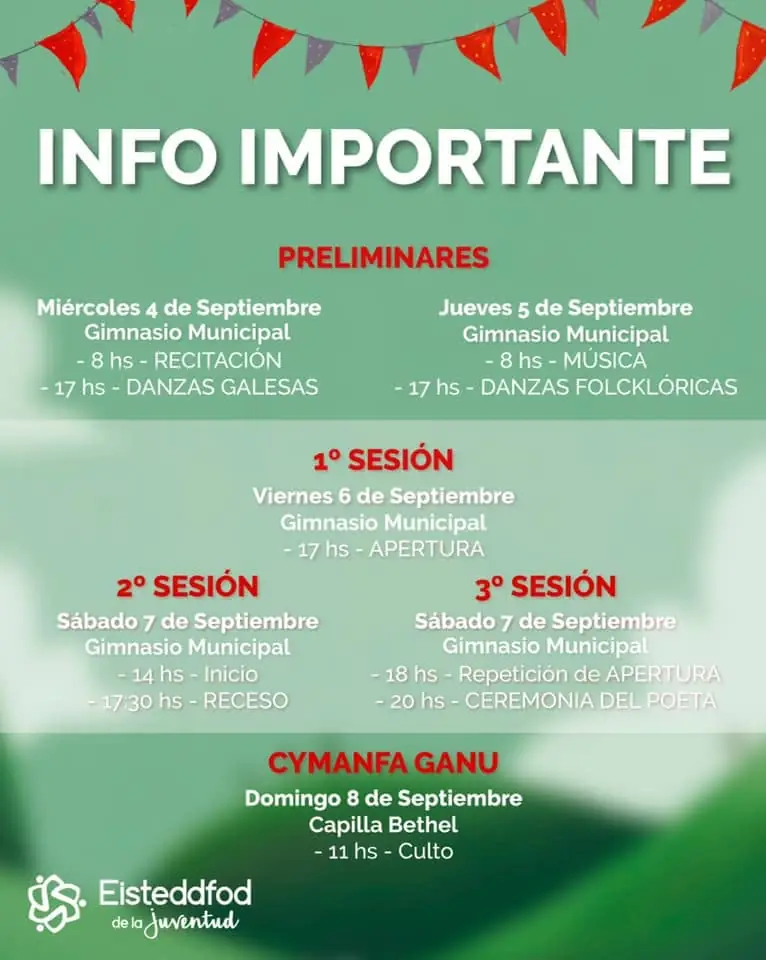 INFO IMPORTANTE
PRELIMINARES
Miércoles 4 de Septiembre
Gimnasio Municipal
- 8 hs - RECITACIÓN
- 17 hs - DANZAS GALESAS
Jueves 5 de Septiembre
Gimnasio Municipal
- 8 hs - MÚSICA
- 17 hs - DANZAS FOLCKLÓRICAS
1º SESIÓN
Viernes 6 de Septiembre
Gimnasio Municipal
- 17 hs - APERTURA
2º SESIÓN
Sábado 7 de Septiembre
Gimnasio Municipal
- 14 hs - Inicio
- 17:30 hs - RECESO
3º SESIÓN
Sábado 7 de Septiembre
Gimnasio Municipal
- 18 hs - Repetición de APERTURA
- 20 hs - CEREMONIA DEL POETA
CYMANFA GANU
Domingo 8 de Septiembre
Capilla Bethel
- 11 hs - Culto
Eisteddfod
de la juventud